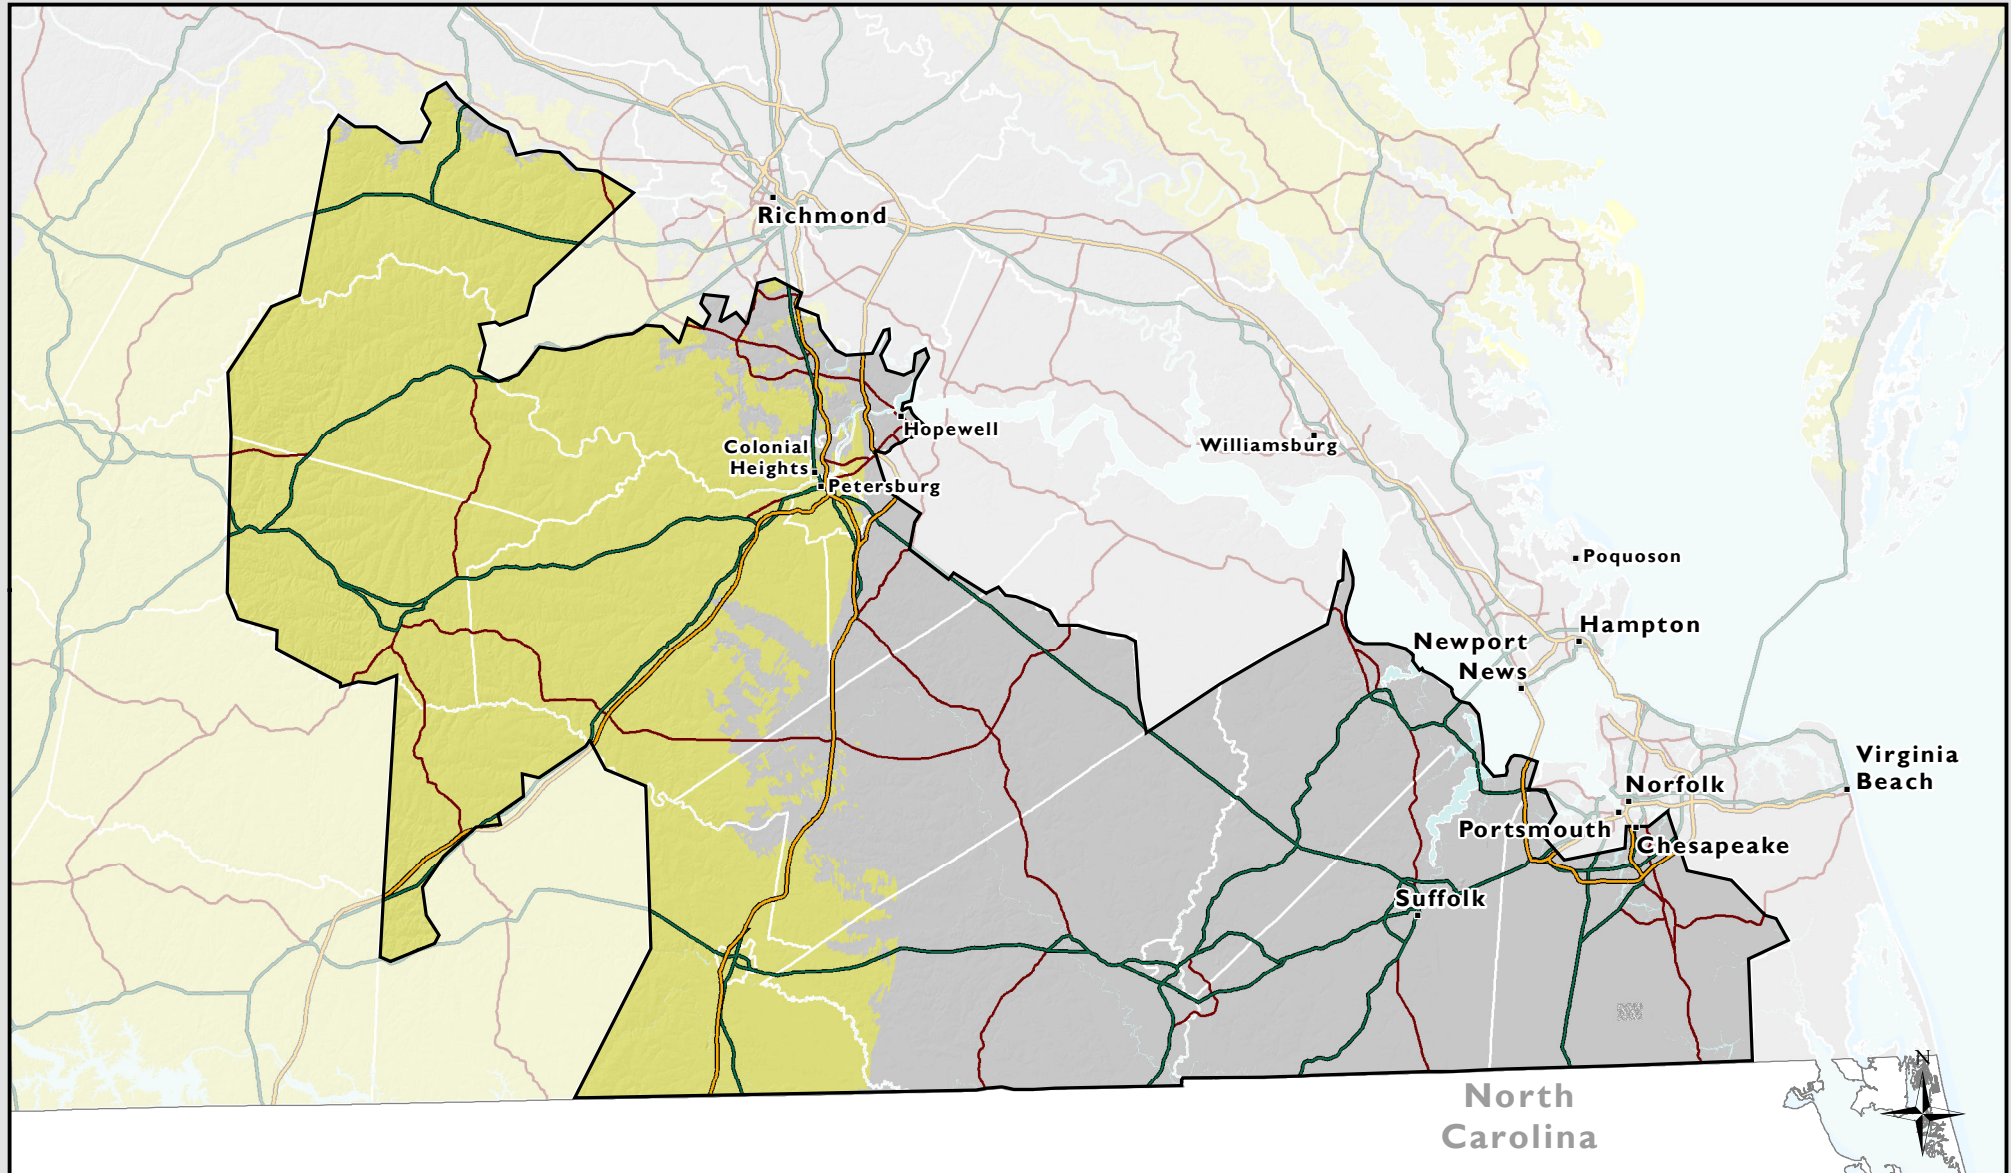 Richmond
Hopewell
Colonial
Heights
Williamsburg
Petersburg
Poquoson
Hampton
Newport
News
Virginia
Beach
Norfolk
Portsmouth
Chesapeake
Suffolk
N
North
Carolina